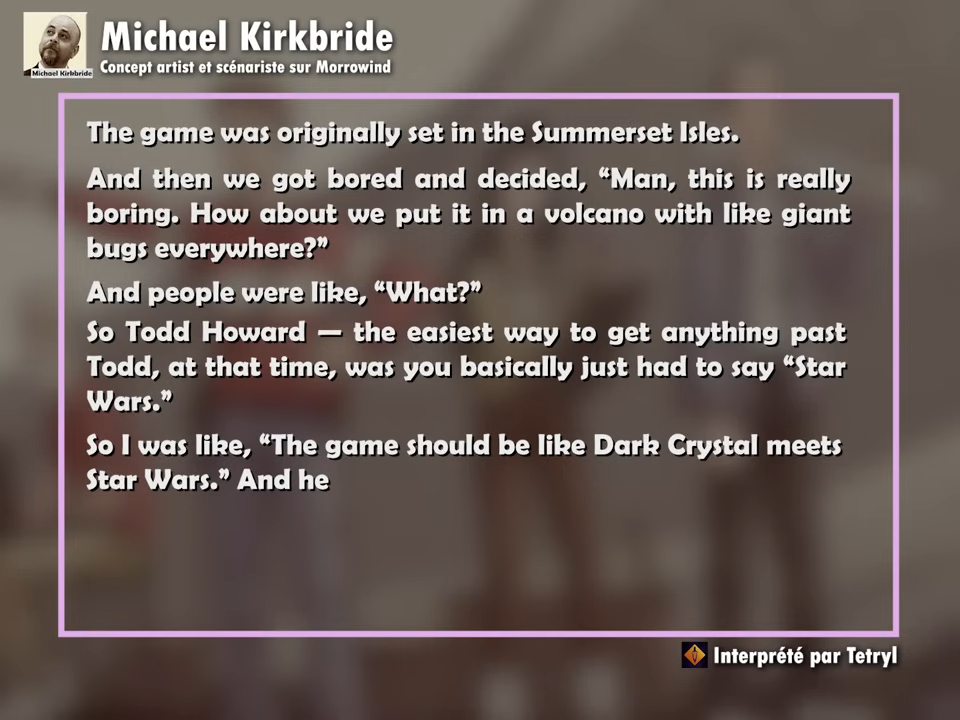 Michael Kirkbride
Concept artist et scénariste sur Morrowind
Michael Kirkbride
The game was originally set in the Summerset Isles.
And then we got bored and decided, “Man, this is really
boring. How about we put it in a volcano with like giant
bugs everywhere?”
And people were like, “What?”
So Todd Howard — the easiest way to get anything past
Todd, at that time, was you basically just had to say “Star
Wars.”
So I was like, “The game should be like Dark Crystal meets
Star Wars.” And he
Interprété par Tetryl